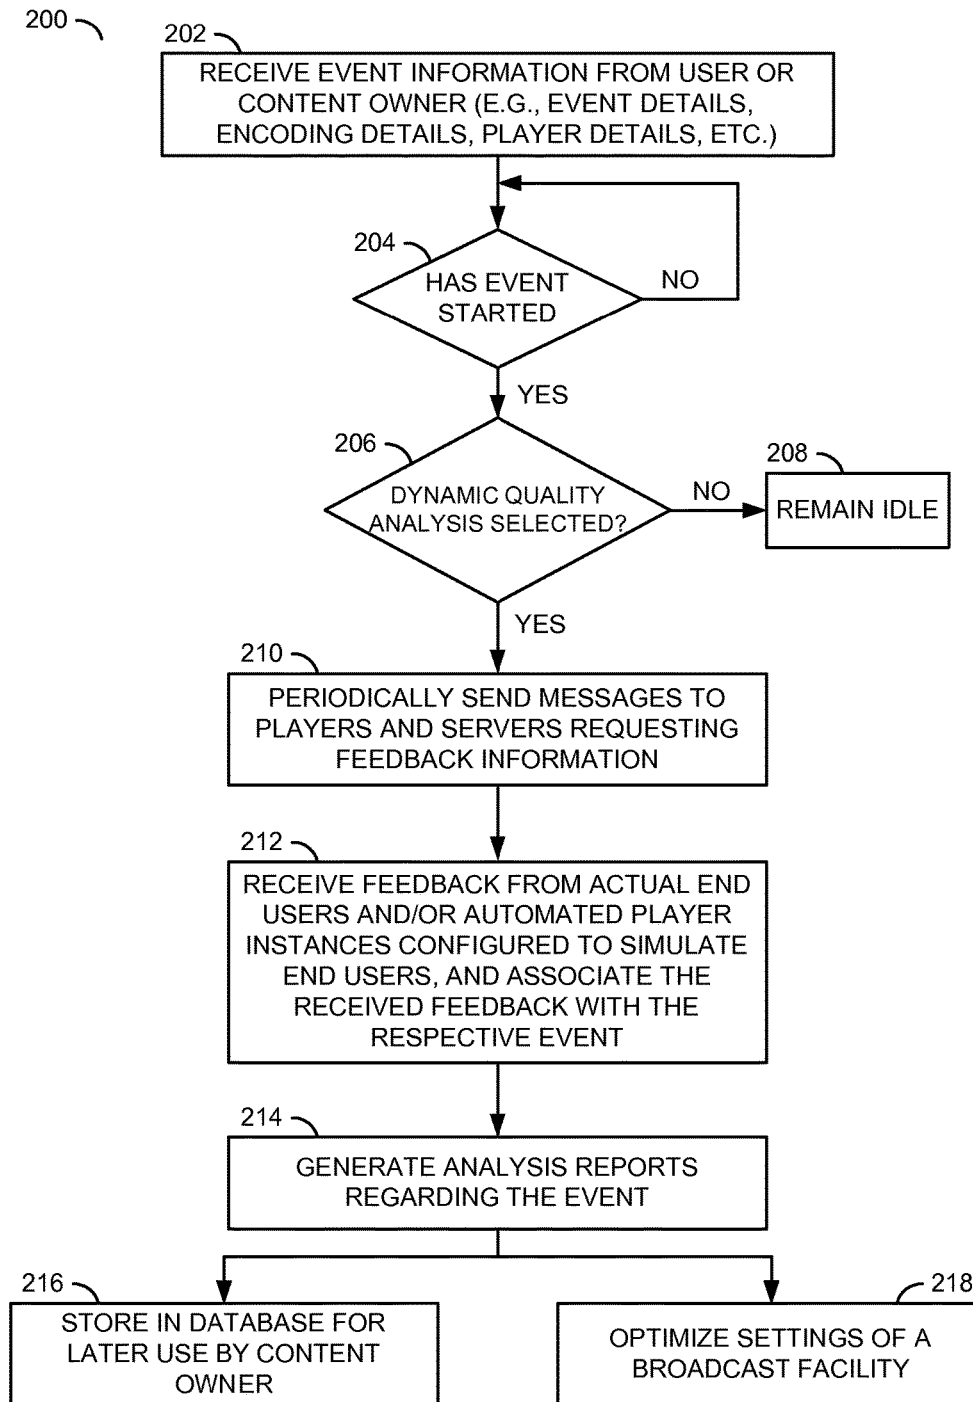 200
202
RECEIVE EVENT INFORMATION FROM USER OR
CONTENT OWNER (E.G., EVENT DETAILS,
ENCODING DETAILS, PLAYER DETAILS, ETC.)
204
HAS EVENT
STARTED
NO
YES
206
DYNAMIC QUALITY
ANALYSIS SELECTED?
NO
208
REMAIN IDLE
YES
210
PERIODICALLY SEND MESSAGES TO
PLAYERS AND SERVERS REQUESTING
FEEDBACK INFORMATION
212
RECEIVE FEEDBACK FROM ACTUAL END
USERS AND/OR AUTOMATED PLAYER
INSTANCES CONFIGURED TO SIMULATE
END USERS, AND ASSOCIATE THE
RECEIVED FEEDBACK WITH THE
RESPECTIVE EVENT
214
GENERATE ANALYSIS REPORTS
REGARDING THE EVENT
216
STORE IN DATABASE FOR
LATER USE BY CONTENT
OWNER
218
OPTIMIZE SETTINGS OF A
BROADCAST FACILITY